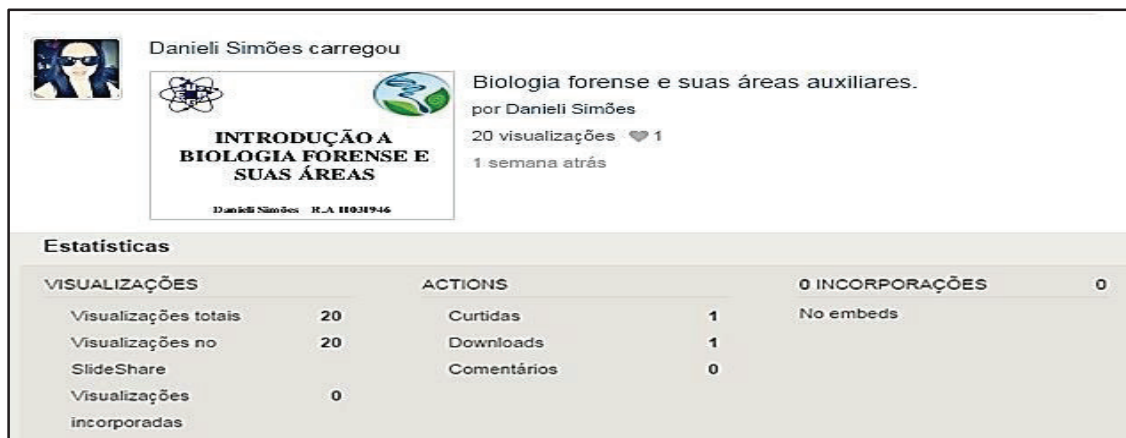 Danieli Simões carregou
INTRODUÇÃO A
BIOLOGIA FORENSE E
SUAS ÁREAS
Danieli Simões R.A 11031946
Biologia forense e suas áreas auxiliares.
por Danieli Simões
20 visualizações 1
1 semana atrás
Estatísticas
VISUALIZAÇÕES
Visualizações totais 20
Visualizações no 20
SlideShare
Visualizações 0
incorporadas
ACTIONS
Curtidas 1
Downloads 1
Comentários 0
0 INCORPORAÇÕES 0
No embeds